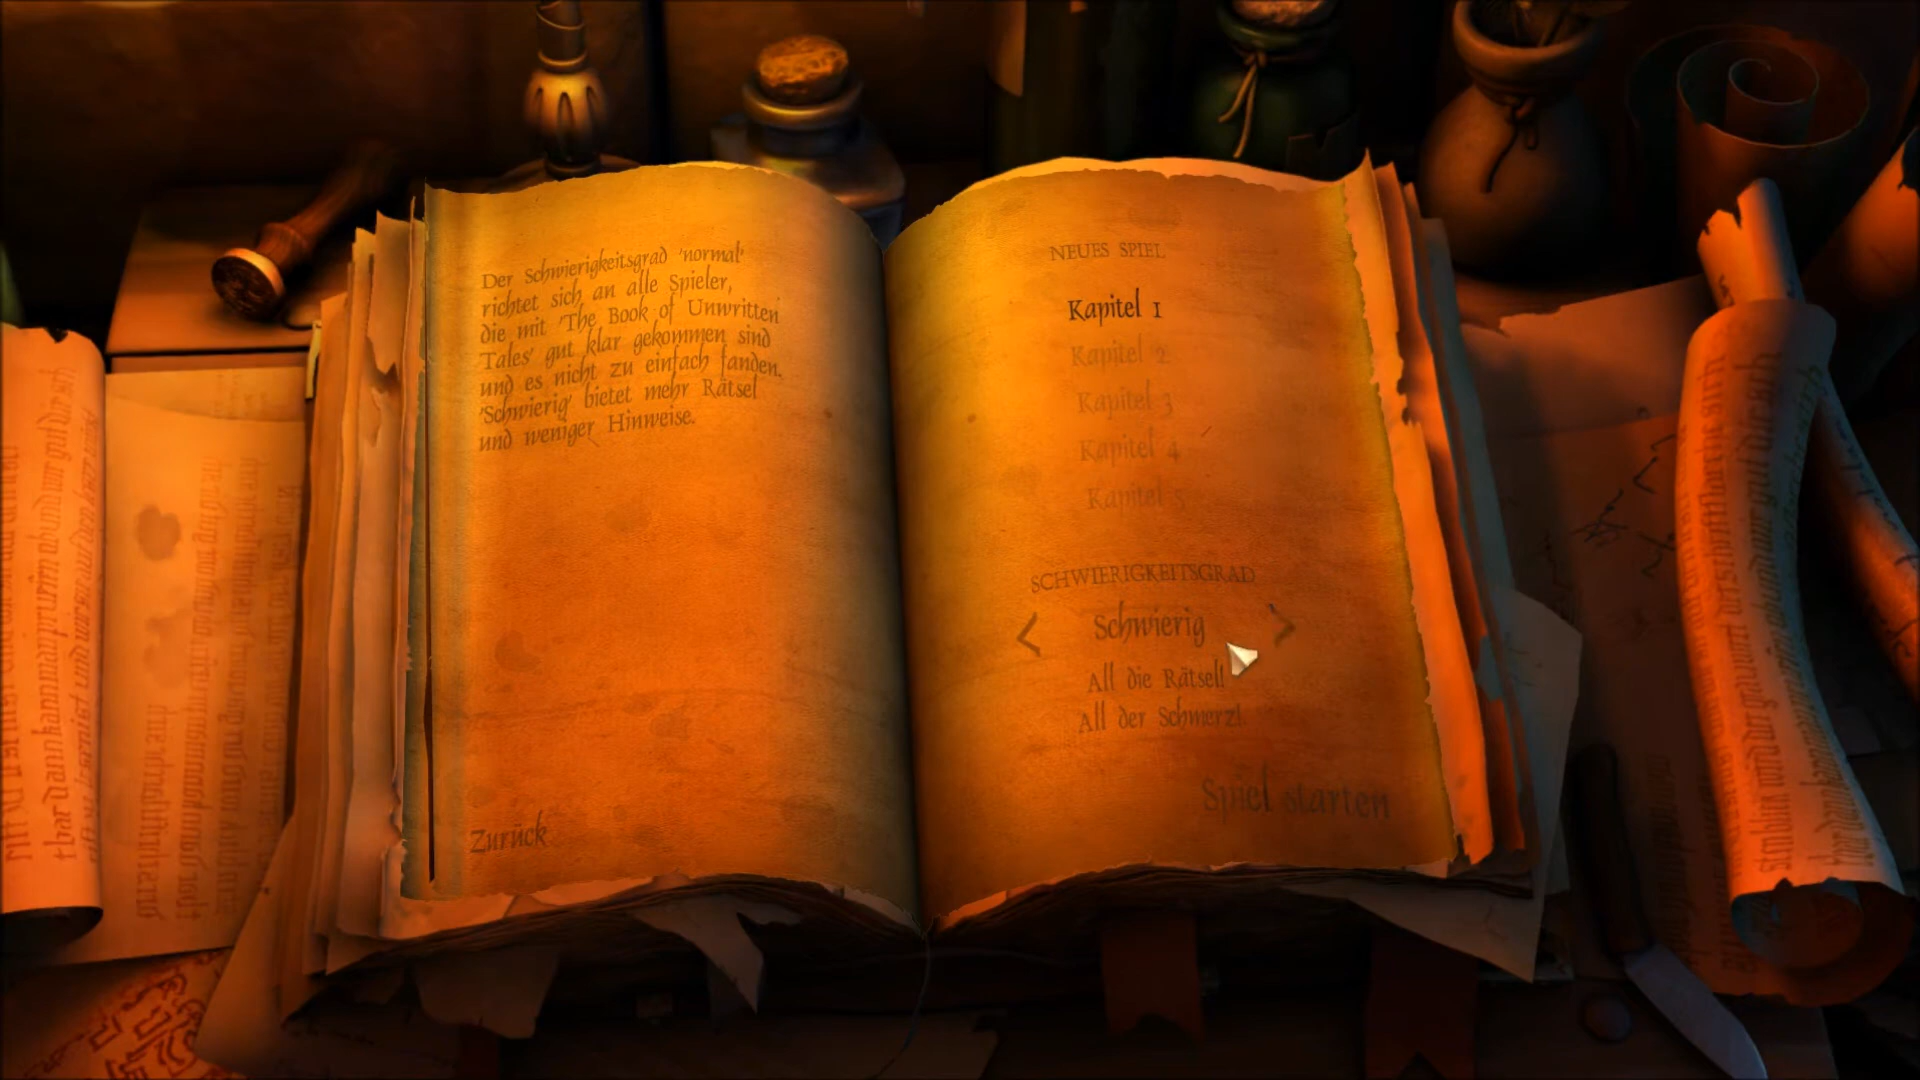 Der Schwierigkeitsgrad 'normal'
richtet sich an alle Spieler,
die mit 'The Book of Unwritten
Tales' gut klar gekommen sind
und es nicht zu einfach fanden.
'Schwierig' bietet mehr Rätsel
und weniger Hinweise.
Zurück
NEUES SPIEL
Kapitel 1
Kapitel 2
Kapitel 3
Kapitel 4
Kapitel 5
SCHWIERIGKEITSGRAD
< Schwierig >
All die Rätsel!
All der Schmerz!
Spiel starten